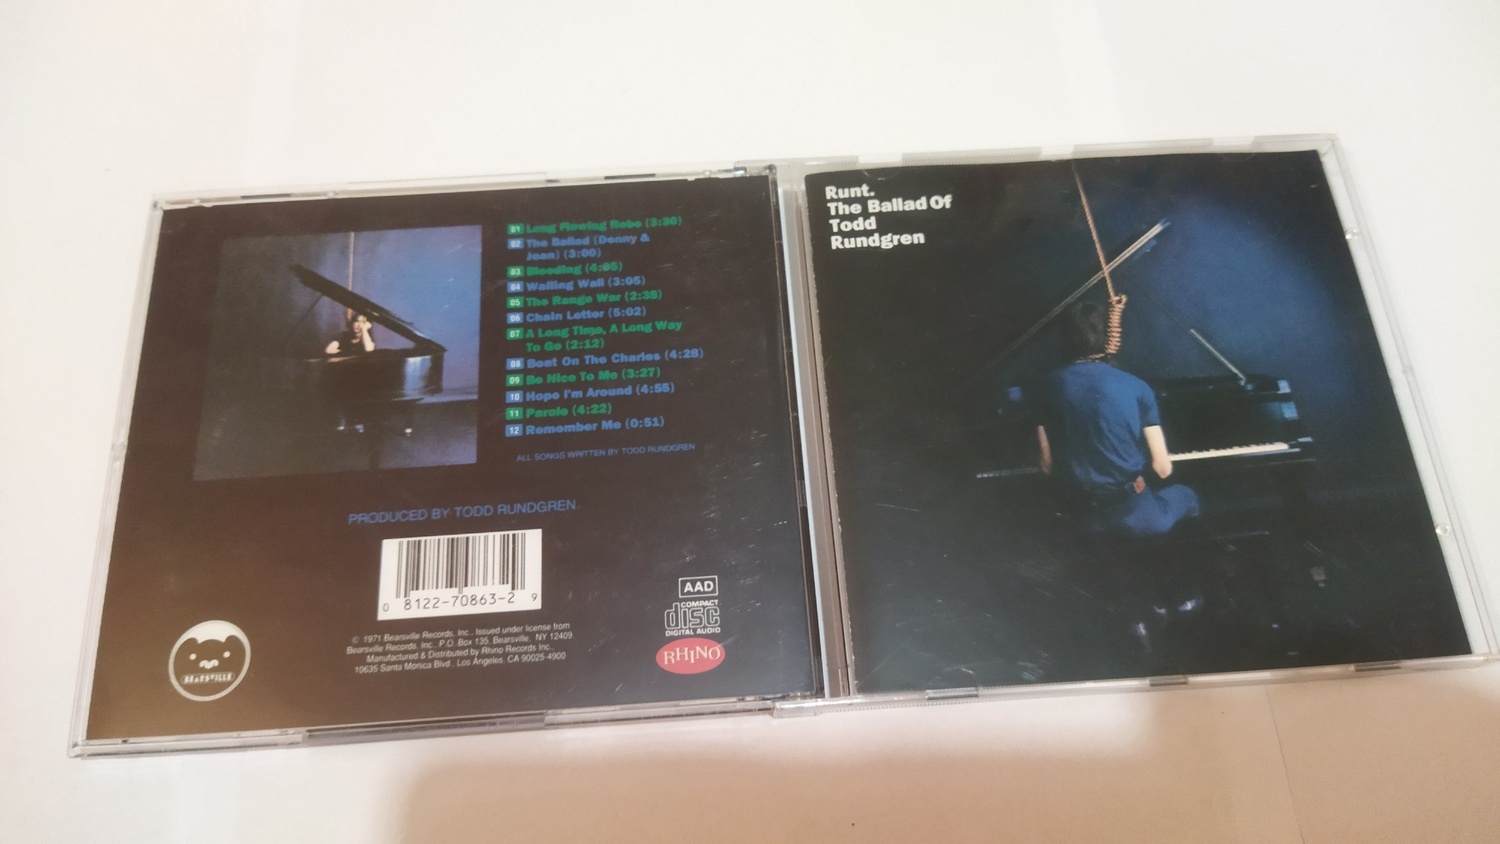 01 Long Flowing Robe (3:30)
02 The Ballad (Denny &
Jean) (3:00)
03 Bleeding (4:05)
04 Wailing Wall (3:05)
05 The Range War (2:39)
06 Chain Letter (5:02)
07 A Long Time, A Long Way
To Go (2:12)
08 Boat On The Charles (4:28)
09 Be Nice To Me (3:27)
10 Hope I'm Around (4:55)
11 Parole (4:22)
12 Remember Me (0:51)
ALL SONGS WRITTEN BY TODD RUNDGREN
PRODUCED BY TODD RUNDGREN
0 8122-70863-2 9
© 1971 Bearsville Records, Inc., Issued under license from
Bearsville Records, Inc., P.O. Box 135, Bearsville, NY 12409.
Manufactured & Distributed by Rhino Records Inc.,
10635 Santa Monica Blvd., Los Angeles, CA 90025-4900
BEARSVILLE
AAD
COMPACT
disc
DIGITAL AUDIO
RHINO
Runt.
The Ballad Of
Todd
Rundgren